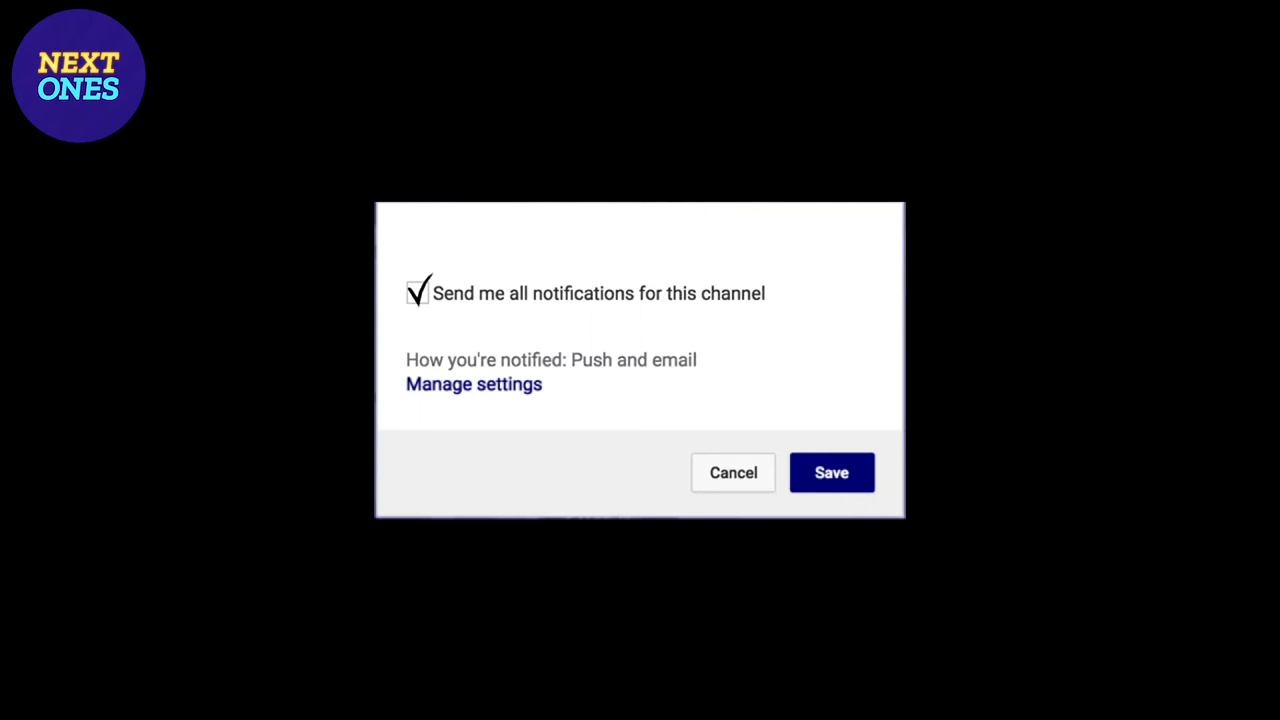 NEXT
ONES
Send me all notifications for this channel
How you're notified: Push and email
Manage settings
Cancel
Save